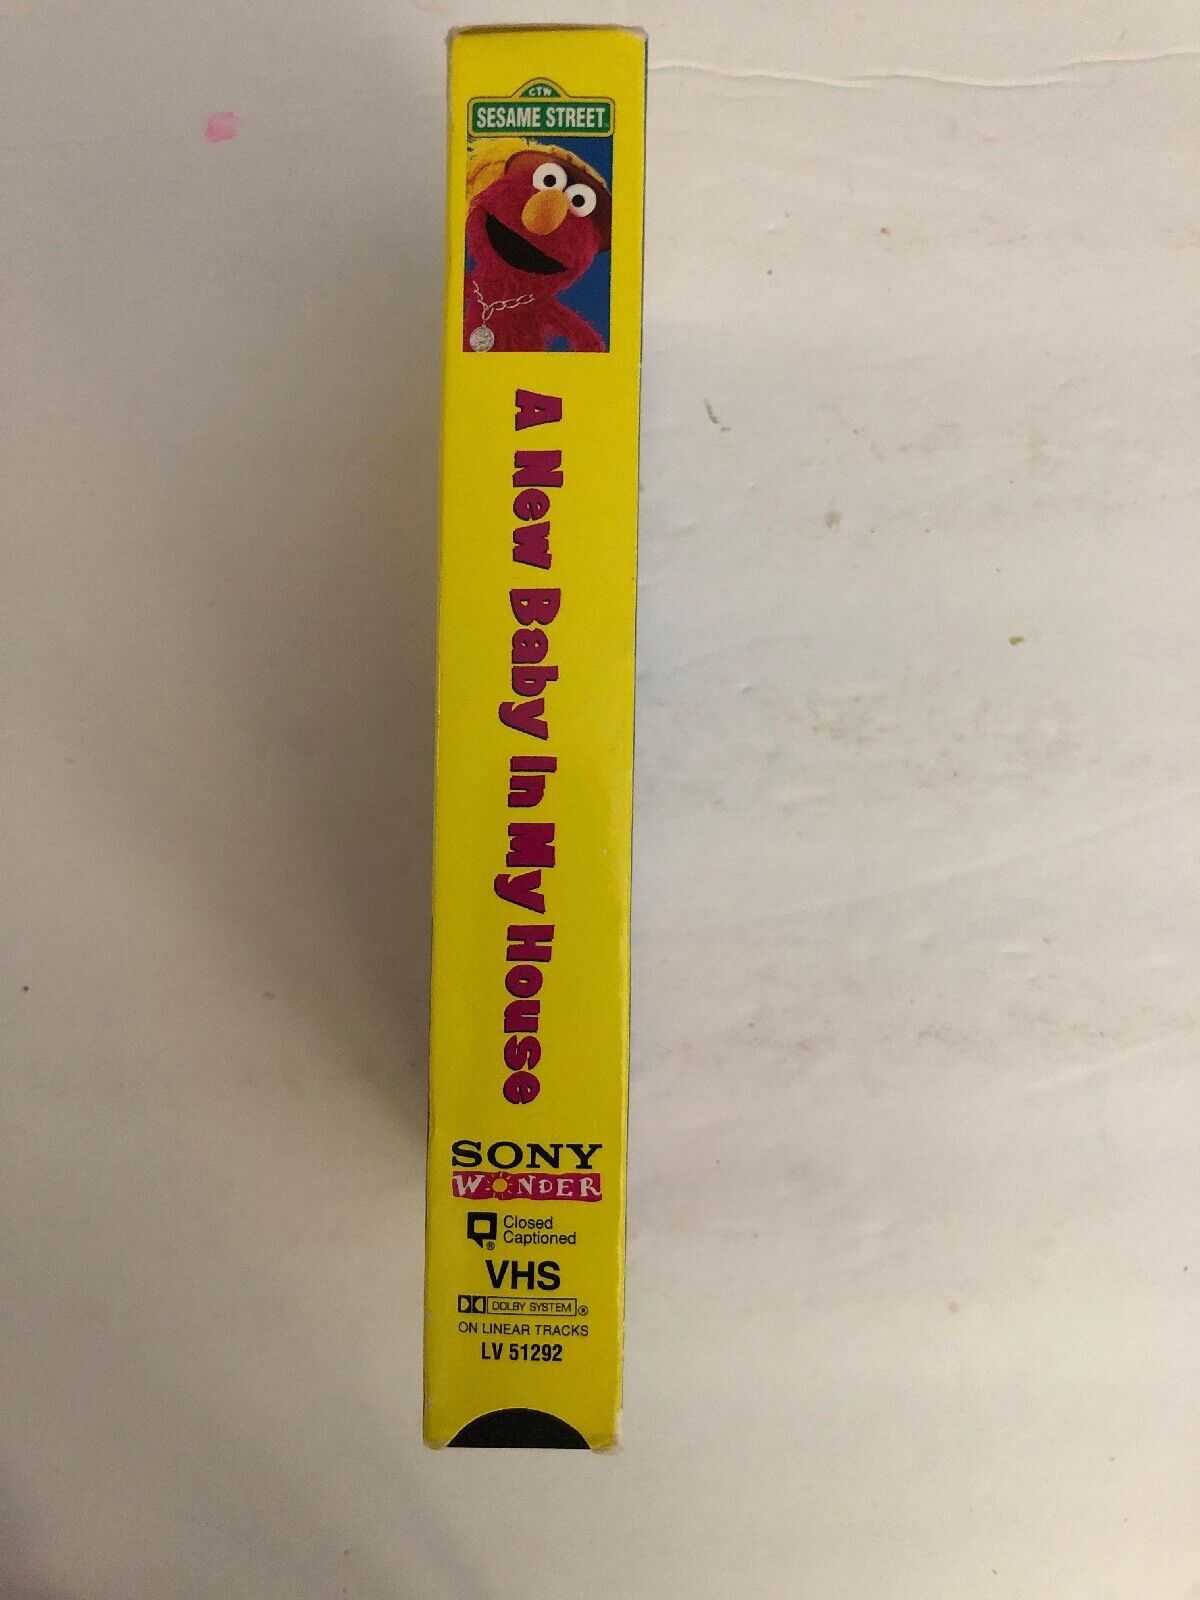 CTW
SESAME STREET
A New Baby In My House
SONY
WONDER
Closed
Captioned
®
VHS
DOLBY SYSTEM ®
ON LINEAR TRACKS
LV 51292